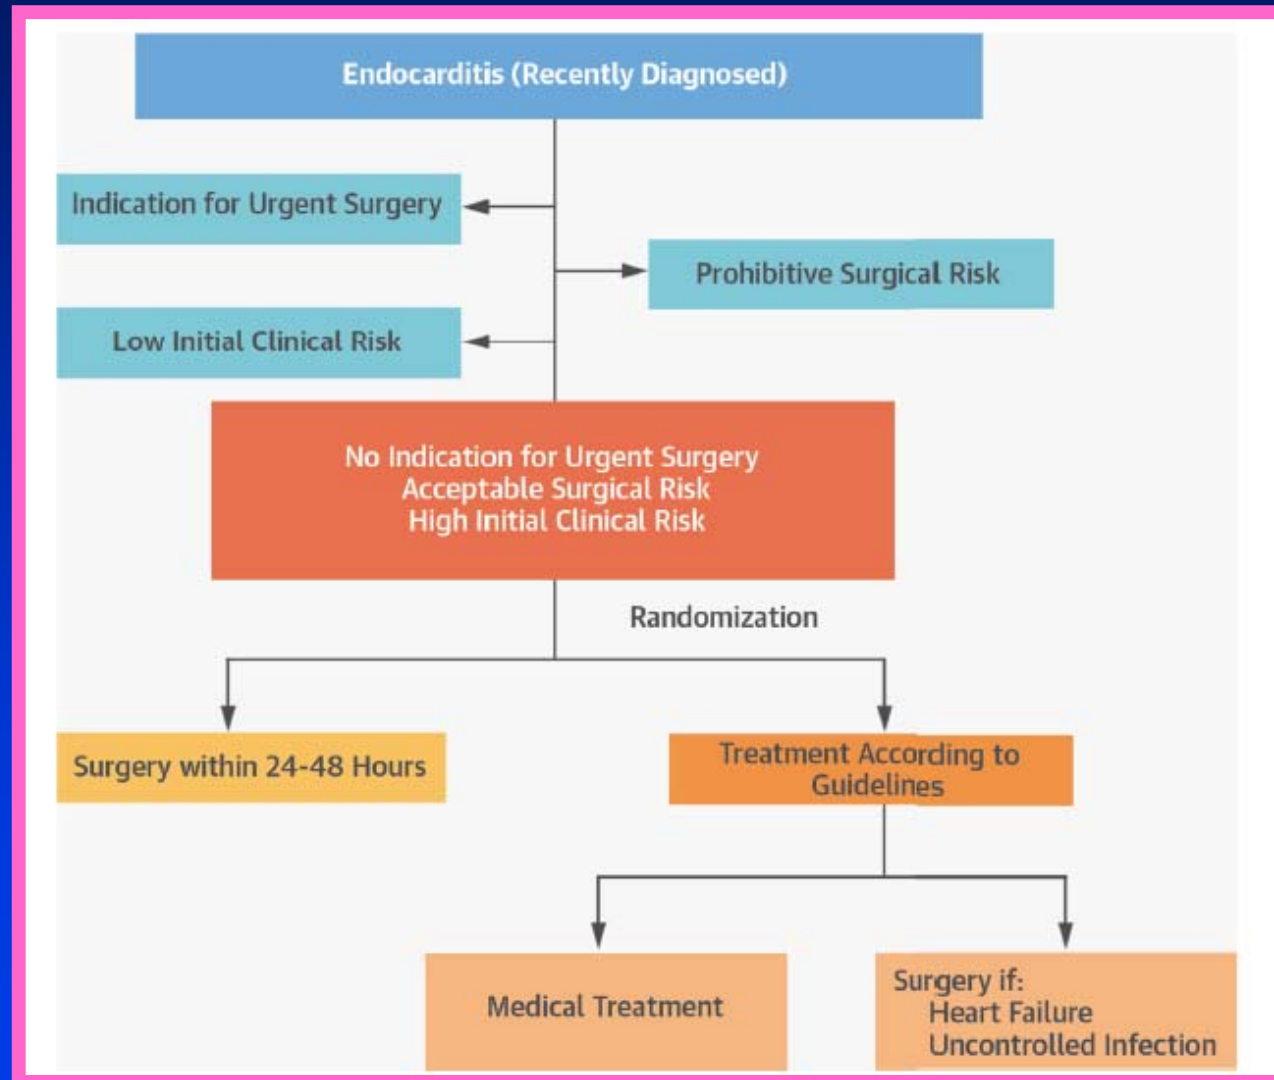 Endocarditis (Recently Diagnosed)
Indication for Urgent Surgery
Prohibitive Surgical Risk
Low Initial Clinical Risk
No Indication for Urgent Surgery
Acceptable Surgical Risk
High Initial Clinical Risk
Randomization
Surgery within 24-48 Hours
Treatment According to
Guidelines
Medical Treatment
Surgery if:
Heart Failure
Uncontrolled Infection